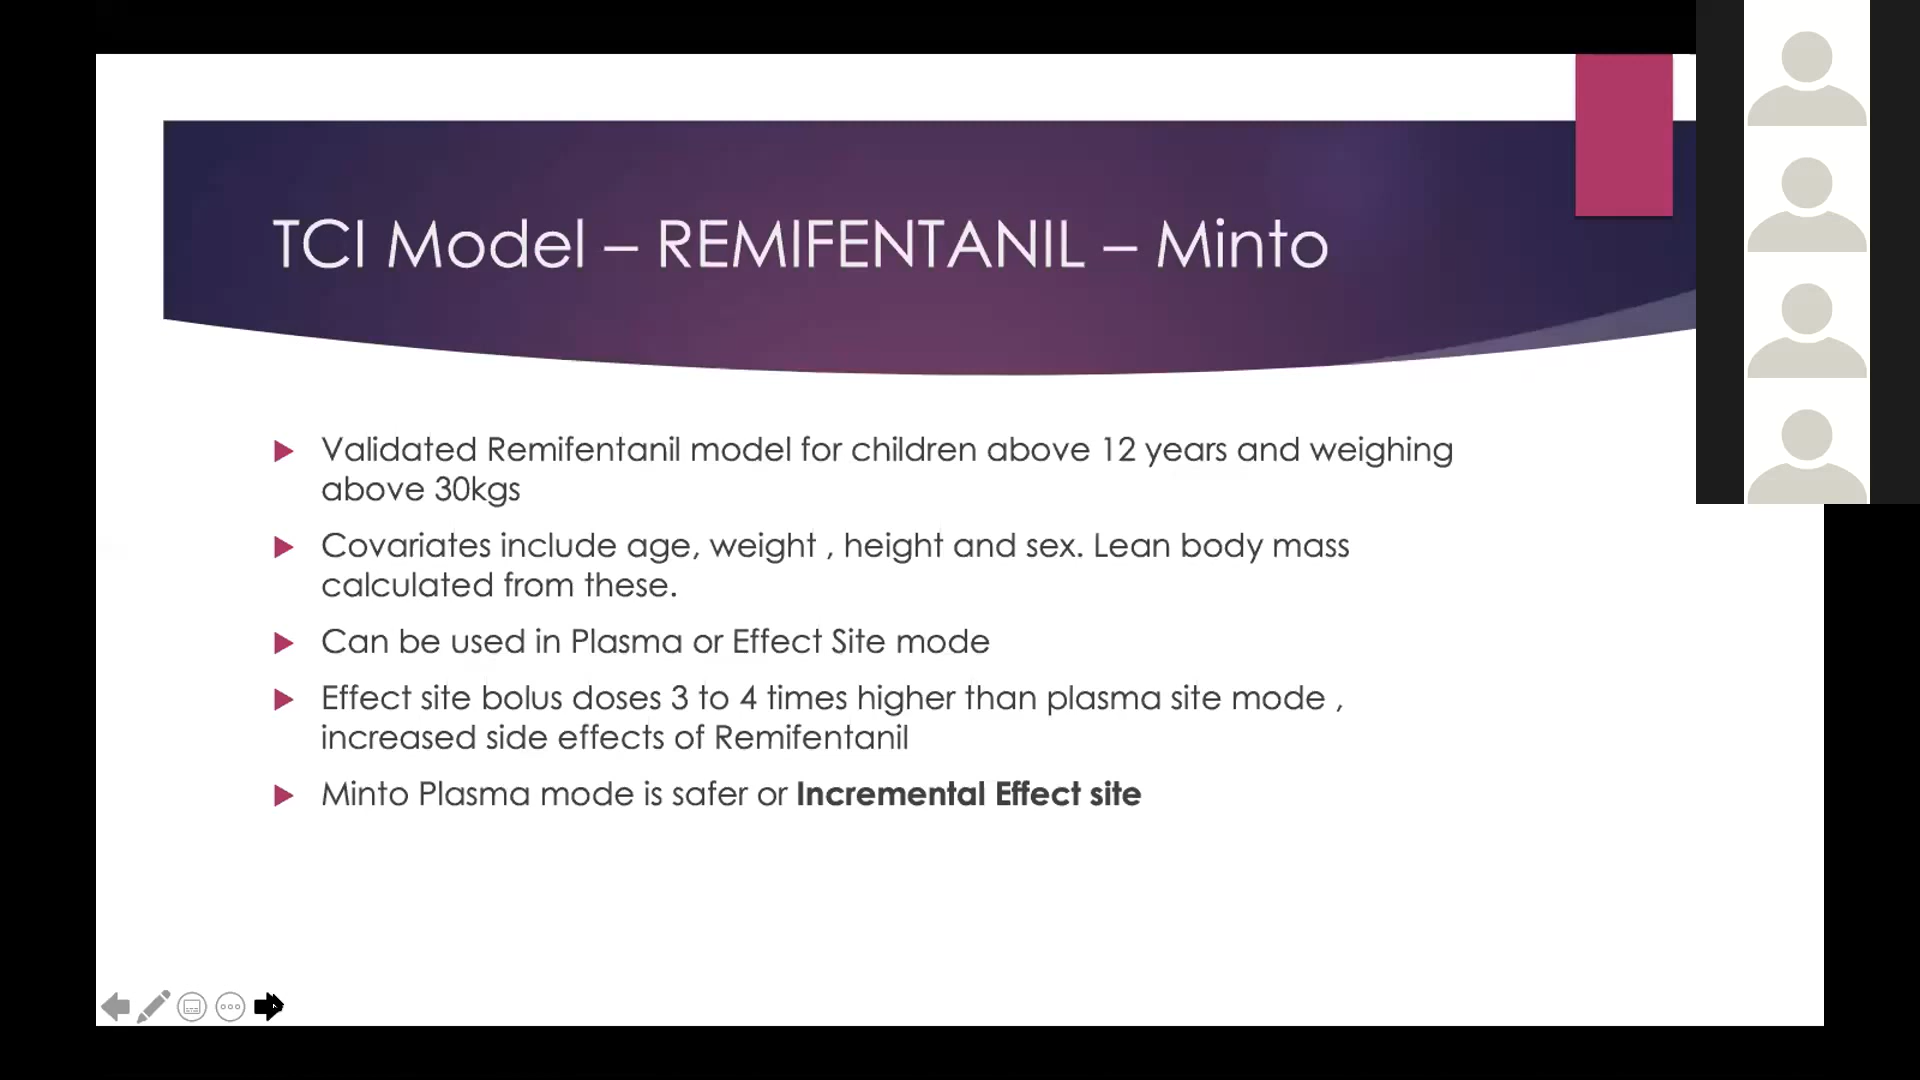 TCI Model – REMIFENTANIL – Minto
Validated Remifentanil model for children above 12 years and weighing
above 30kgs
Covariates include age, weight , height and sex. Lean body mass
calculated from these.
Can be used in Plasma or Effect Site mode
Effect site bolus doses 3 to 4 times higher than plasma site mode ,
increased side effects of Remifentanil
Minto Plasma mode is safer or Incremental Effect site